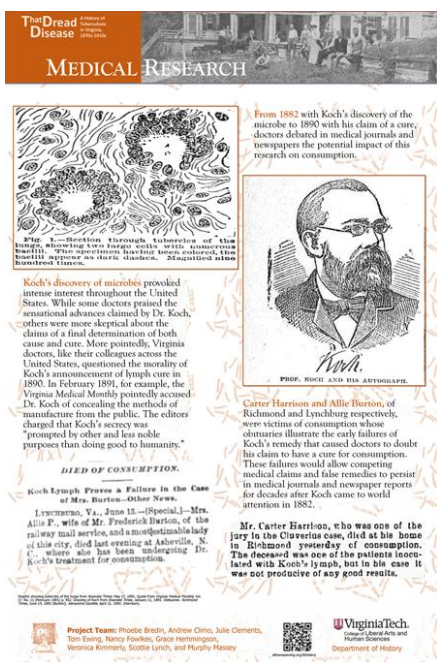 ThatDread
Disease
A History of
Tuberculosis
in Virginia,
1870s-1910s
MEDICAL RESEARCH
Fig. 1.—Section through tubercles of the
lungs, showing two large cells with numerous
bacilli. The specimen having been colored, the
bacilli appear as dark dashes. Magnified nine
hundred times.
Koch's discovery of microbes provoked
intense interest throughout the United
States. While some doctors praised the
sensational advances claimed by Dr. Koch,
others were more skeptical about the
claims of a final determination of both
cause and cure. More pointedly, Virginia
doctors, like their colleagues across the
United States, questioned the morality of
Koch's announcement of lymph cure in
1890. In February 1891, for example, the
Virginia Medical Monthly pointedly accused
Dr. Koch of concealing the methods of
manufacture from the public. The editors
charged that Koch's secrecy was
"prompted by other and less noble
purposes than doing good to humanity."
DIED OF CONSUMPTION.
Koch Lymph Proves a Failure in the Case
of Mrs. Burton—Other News.
LYNCHBURG, VA., June 13.—[Special.]—Mrs.
Allie P., wife of Mr. Frederick Burton, of the
railway mail service, and a most estimable lady
of this city, died last evening at Asheville, N.
C., where she has been undergoing Dr.
Koch's treatment for consumption.
From 1882 with Koch's discovery of the
microbe to 1890 with his claim of a cure,
doctors debated in medical journals and
newspapers the potential impact of this
research on consumption.
Koch.
PROF. KOCH AND HIS AUTOGRAPH.
Carter Harrison and Allie Burton, of
Richmond and Lynchburg respectively,
were victims of consumption whose
obituaries illustrate the early failures of
Koch's remedy that caused doctors to doubt
his claim to have a cure for consumption.
These failures would allow competing
medical claims and false remedies to persist
in medical journals and newspaper reports
for decades after Koch came to world
attention in 1882.
Mr. Carter Harrison, who was one of the
jury in the Cluverius case, died at his home
in Richmond yesterday of consumption.
The deceased was one of the patients inocu-
lated with Koch's lymph, but in his case it
was not producive of any good results.
Project Team: Phoebe Bredin, Andrew Climo, Julie Clements,
Tom Ewing, Nancy Fowlkes, Grace Hemmingson,
Veronica Kimmerly, Scottie Lynch, and Murphy Massey
VirginiaTech.
College of Liberal Arts and
Human Sciences
Department of History